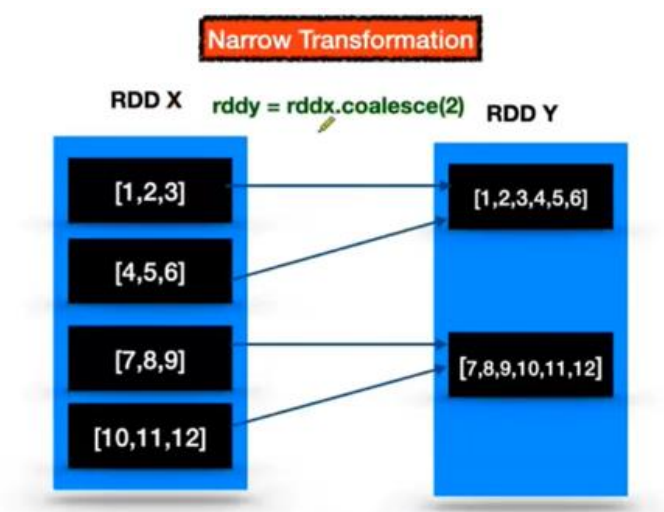 Narrow Transformation
RDD X
rddy = rddx.coalesce(2)
RDD Y
[1,2,3]
[1,2,3,4,5,6]
[4,5,6]
[7,8,9]
[7,8,9,10,11,12]
[10,11,12]